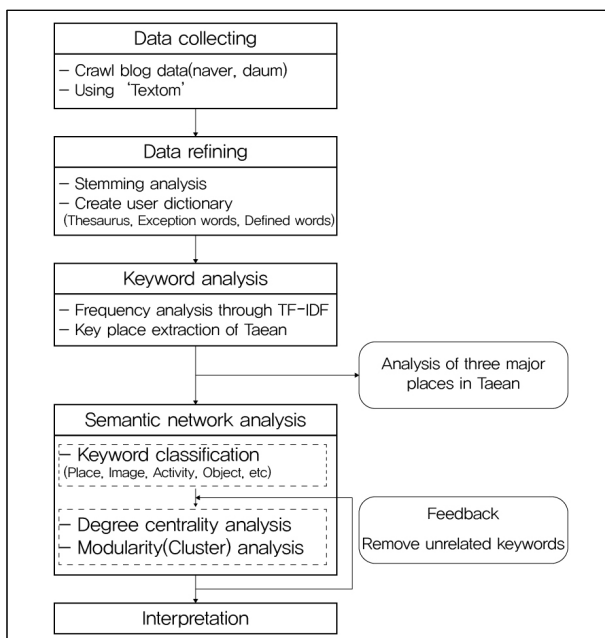 Data collecting
– Crawl blog data(naver, daum)
– Using ‘Textom’
Data refining
– Stemming analysis
– Create user dictionary
(Thesaurus, Exception words, Defined words)
Keyword analysis
– Frequency analysis through TF-IDF
– Key place extraction of Taean
Analysis of three major
places in Taean
Semantic network analysis
– Keyword classification
(Place, Image, Activity, Object, etc)
– Degree centrality analysis
– Modularity(Cluster) analysis
Feedback
Remove unrelated keywords
Interpretation